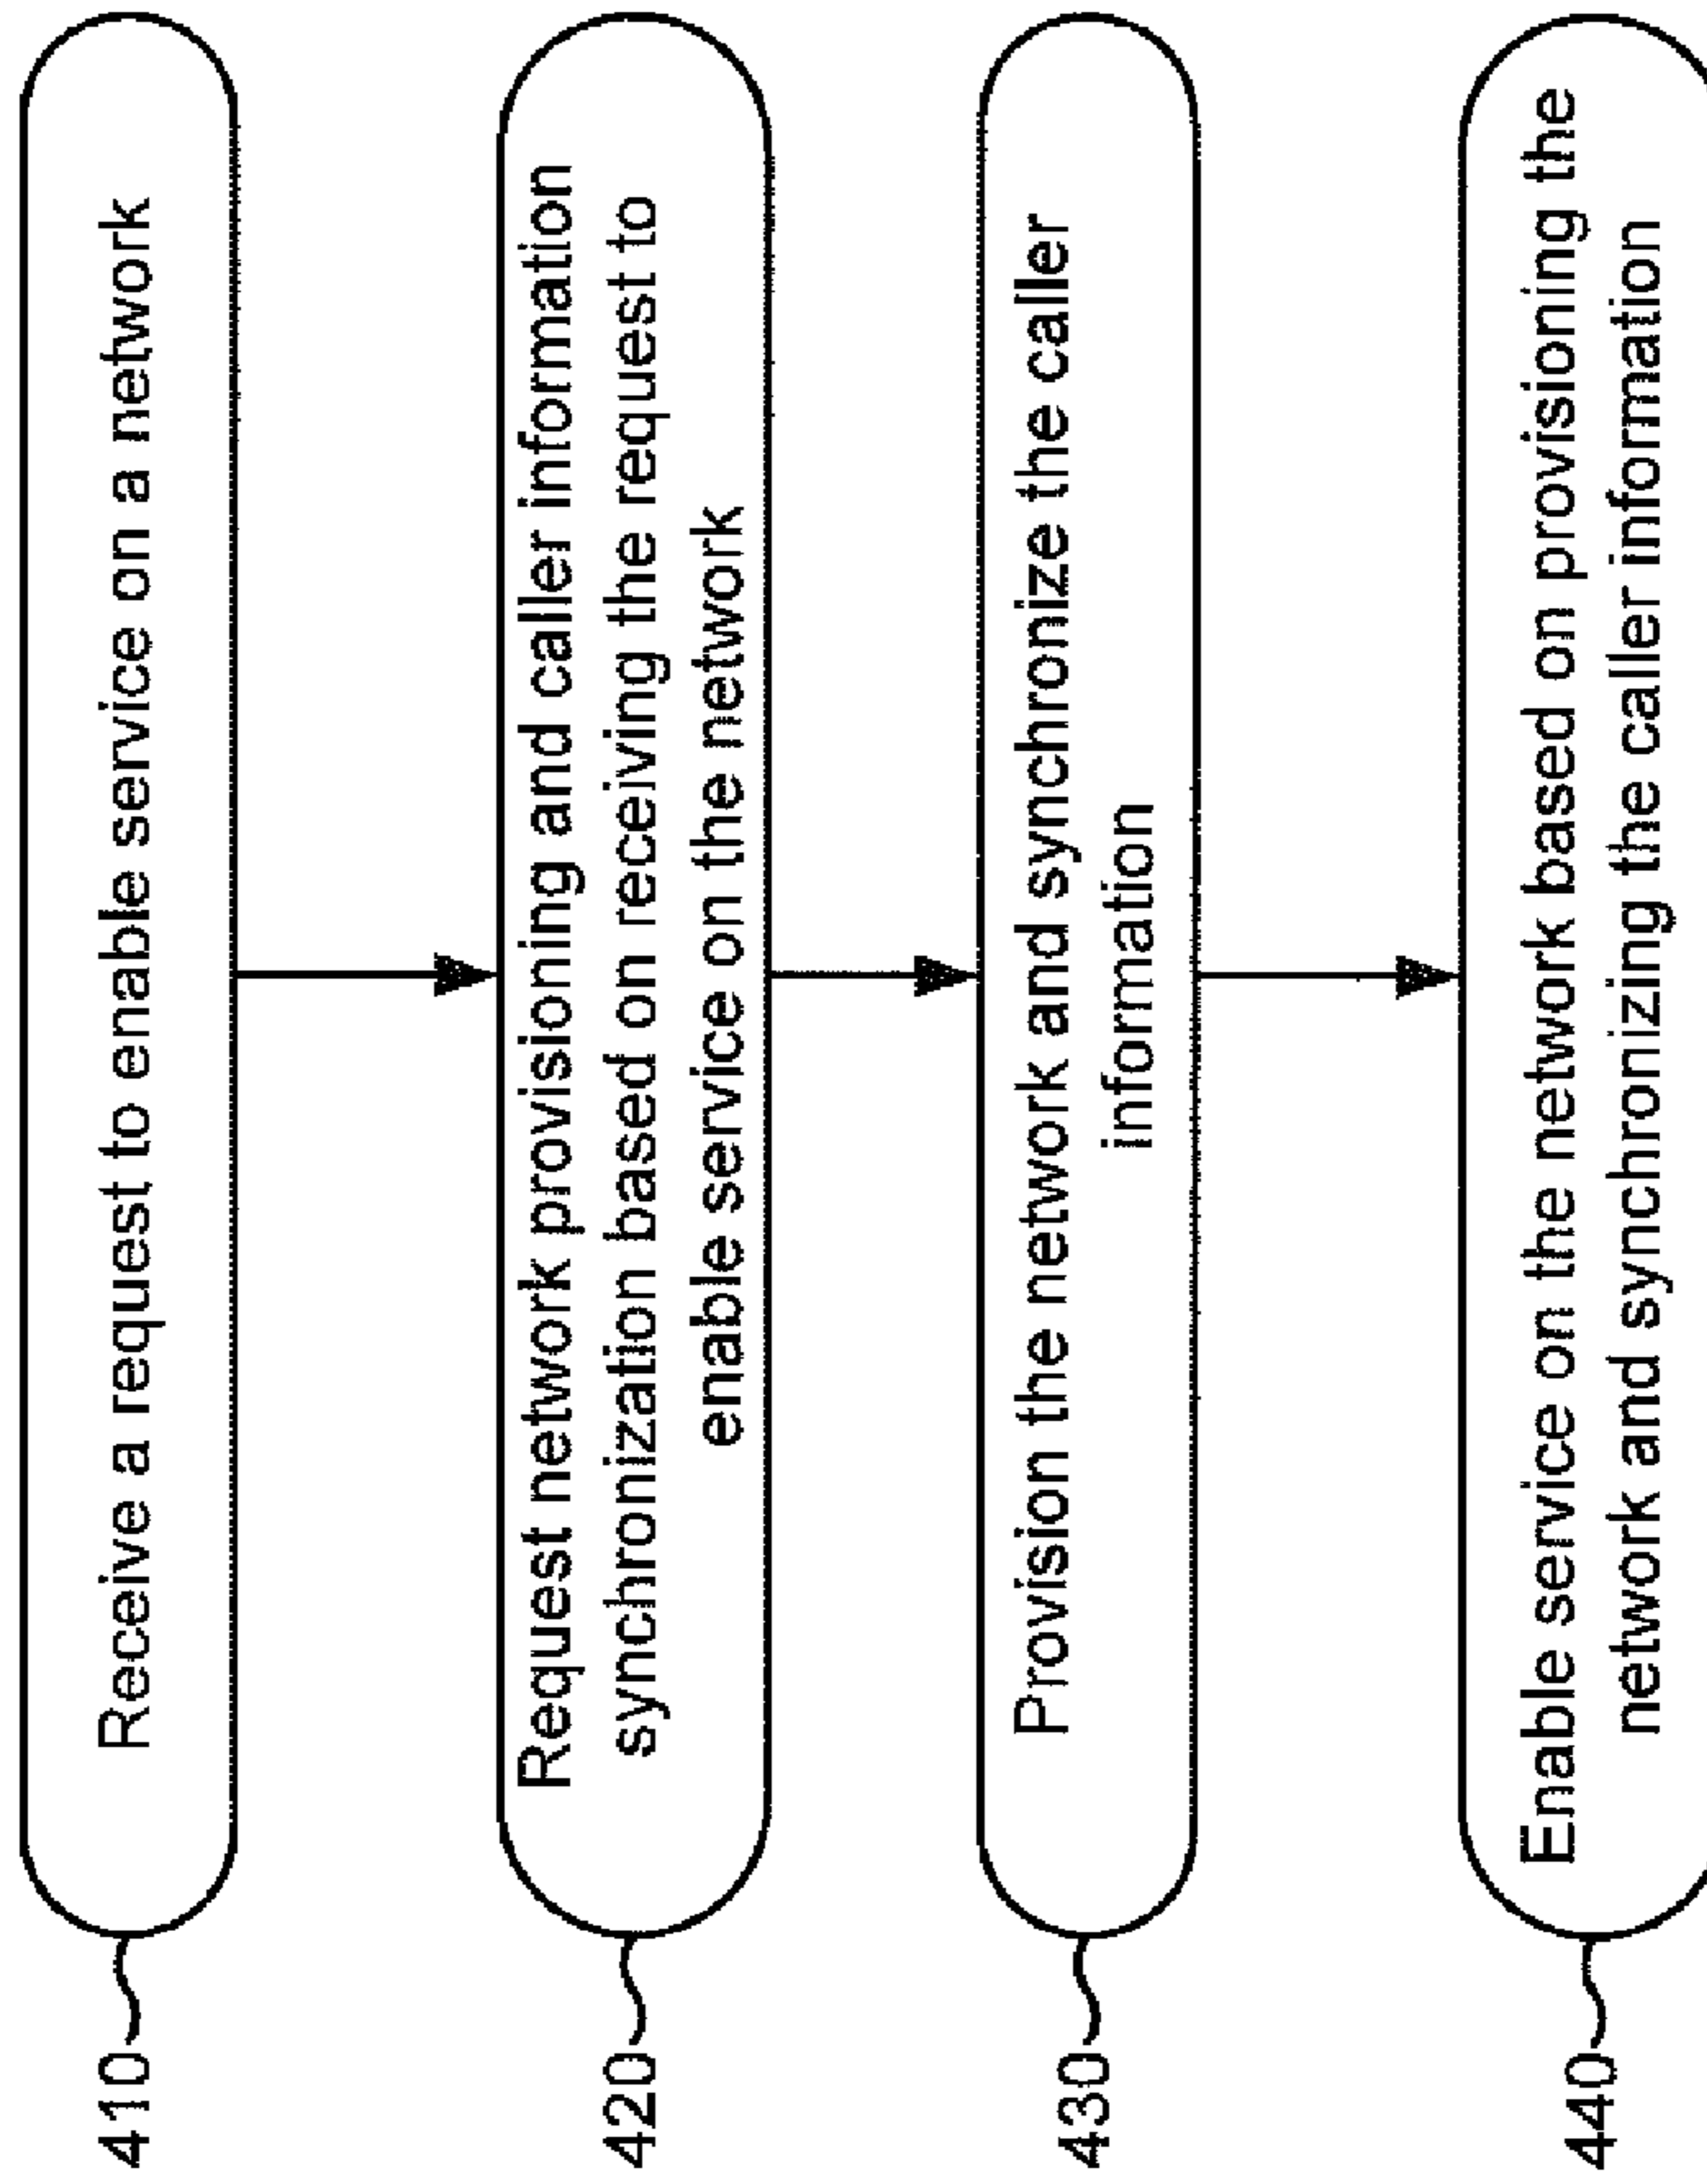 410
Receive a request to enable service on a network
420
Request network provisioning and caller information
synchronization based on receiving the request to
enable service on the network
430
Provision the network and synchronize the caller
information
440
Enable service on the network based on provisioning the
network and synchronizing the caller information